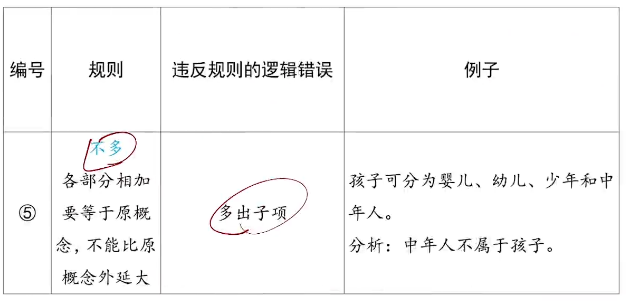 编号
规则
违反规则的逻辑错误
例子
⑤
不多
各部分相加
要等于原概
念，不能比原
概念外延大
多出子项
孩子可分为婴儿、幼儿、少年和中
年人。
分析：中年人不属于孩子。